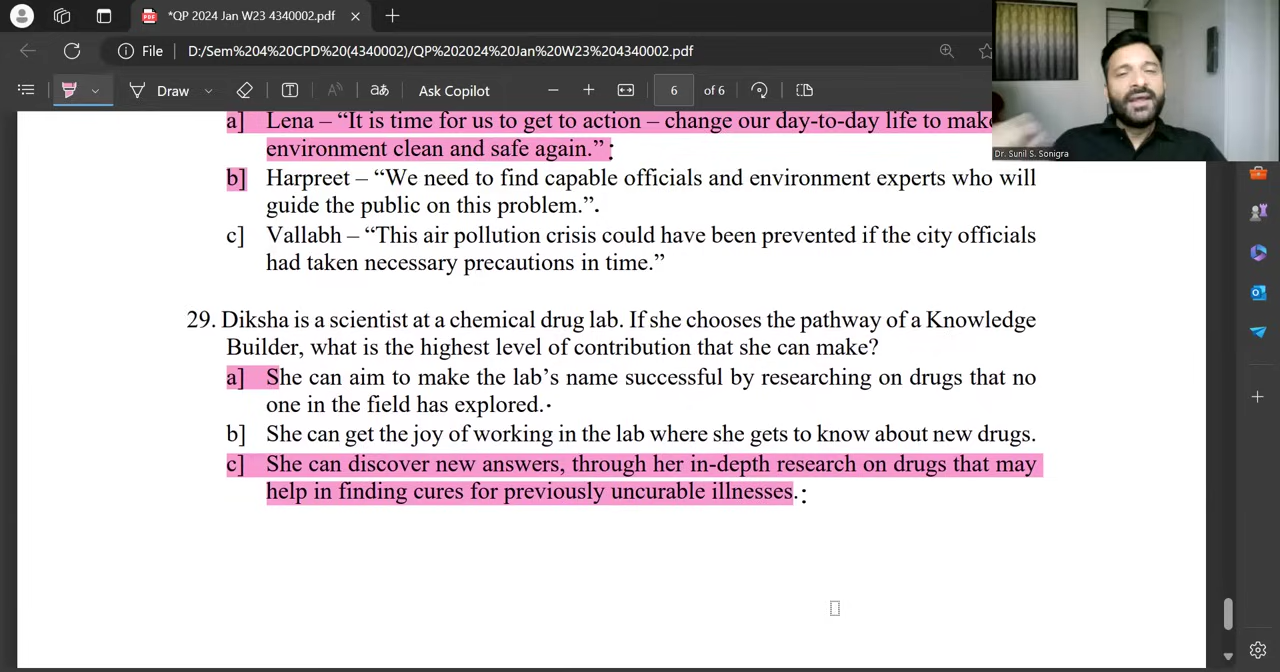 *QP 2024 Jan W23 4340002.pdf
File D:/Sem%204%20CPD%20(4340002)/QP%202024%20Jan%20W23%204340002.pdf
Draw Ask Copilot 6 of 6
a] Lena – “It is time for us to get to action – change our day-to-day life to make
environment clean and safe again.” :
Dr. Sunil S. Sonigra
b] Harpreet – “We need to find capable officials and environment experts who will
guide the public on this problem.”.
c] Vallabh – “This air pollution crisis could have been prevented if the city officials
had taken necessary precautions in time.”
29. Diksha is a scientist at a chemical drug lab. If she chooses the pathway of a Knowledge
Builder, what is the highest level of contribution that she can make?
a] She can aim to make the lab’s name successful by researching on drugs that no
one in the field has explored.·
b] She can get the joy of working in the lab where she gets to know about new drugs.
c] She can discover new answers, through her in-depth research on drugs that may
help in finding cures for previously uncurable illnesses. :